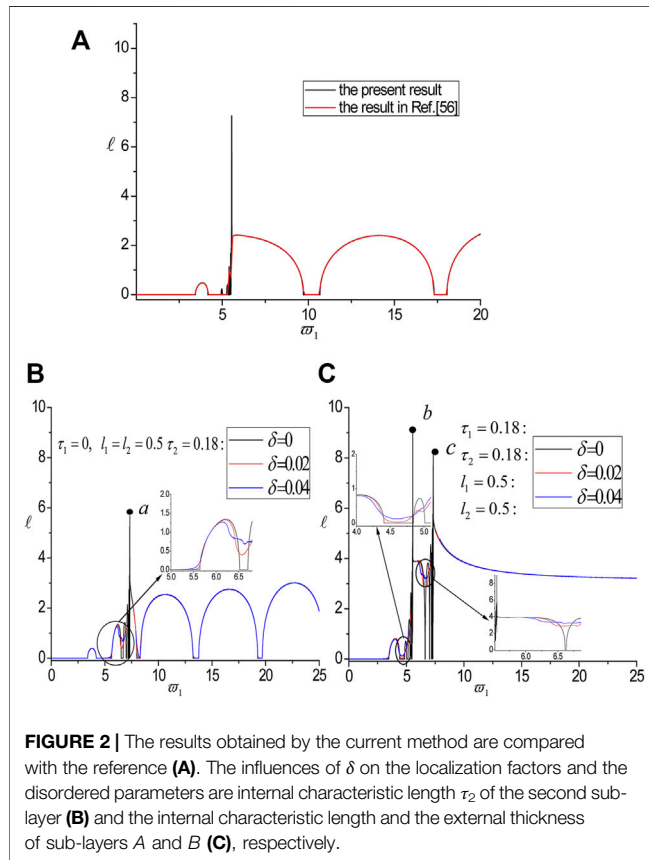 A
10
8
6
ℓ
4
2
0
5
10
15
20
ϖ₁
the present result
the result in Ref.[56]
B
10
8
6
ℓ
4
2
0
0
5
10
15
20
25
ϖ₁
τ₁ = 0, l₁ = l₂ = 0.5 τ₂ = 0.18:
δ=0
δ=0.02
δ=0.04
a
2.0
1.5
1.0
0.5
0.0
5.0
5.5
6.0
6.5
C
10
8
6
ℓ
4
2
0
0
5
10
15
20
25
ϖ₁
b
c
τ₁ = 0.18:
τ₂ = 0.18:
l₁ = 0.5:
l₂ = 0.5:
δ=0
δ=0.02
δ=0.04
2
1
0
4.0
4.5
5.0
8
6
4
2
0
5.5
6.0
6.5
FIGURE 2 | The results obtained by the current method are compared
with the reference (A). The influences of δ on the localization factors and the
disordered parameters are internal characteristic length τ₂ of the second sub-
layer (B) and the internal characteristic length and the external thickness
of sub-layers A and B (C), respectively.